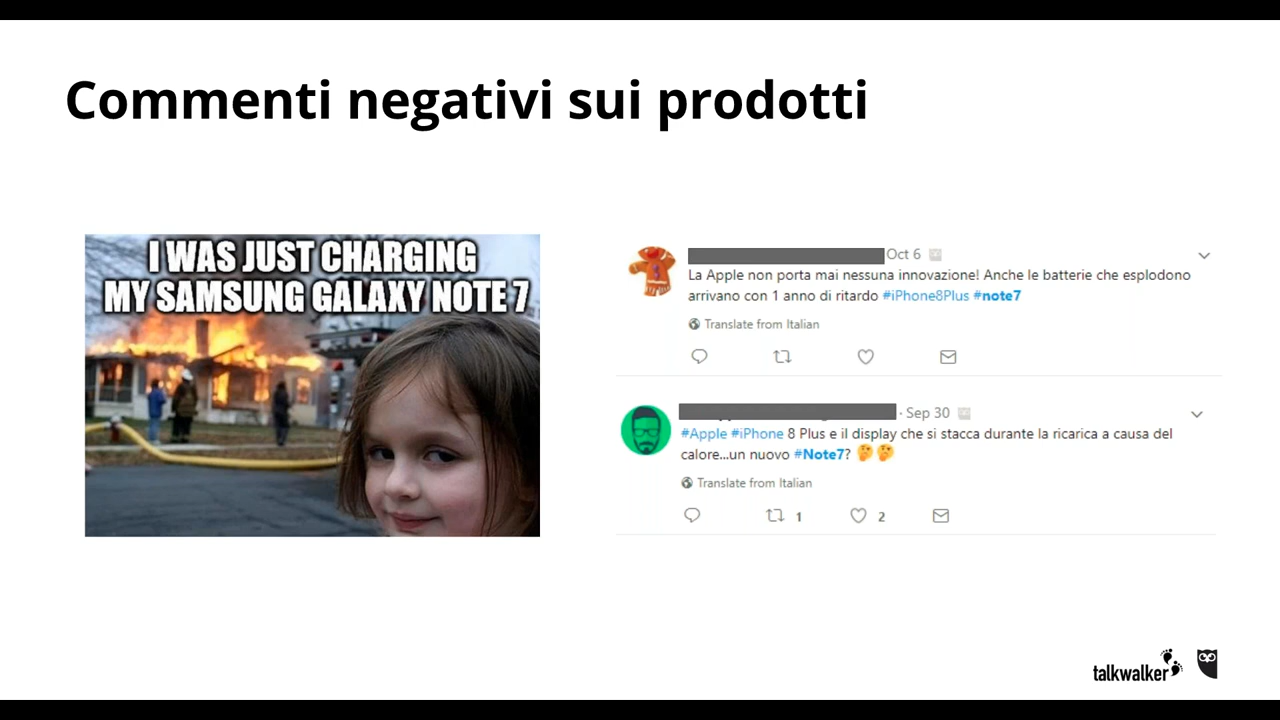 Commenti negativi sui prodotti
I WAS JUST CHARGING
MY SAMSUNG GALAXY NOTE 7
Oct 6
La Apple non porta mai nessuna innovazione! Anche le batterie che esplodono
arrivano con 1 anno di ritardo #iPhone8Plus #note7
Translate from Italian
· Sep 30
#Apple #iPhone 8 Plus e il display che si stacca durante la ricarica a causa del
calore...un nuovo #Note7? 🤔🤔
Translate from Italian
1 2
talkwalker